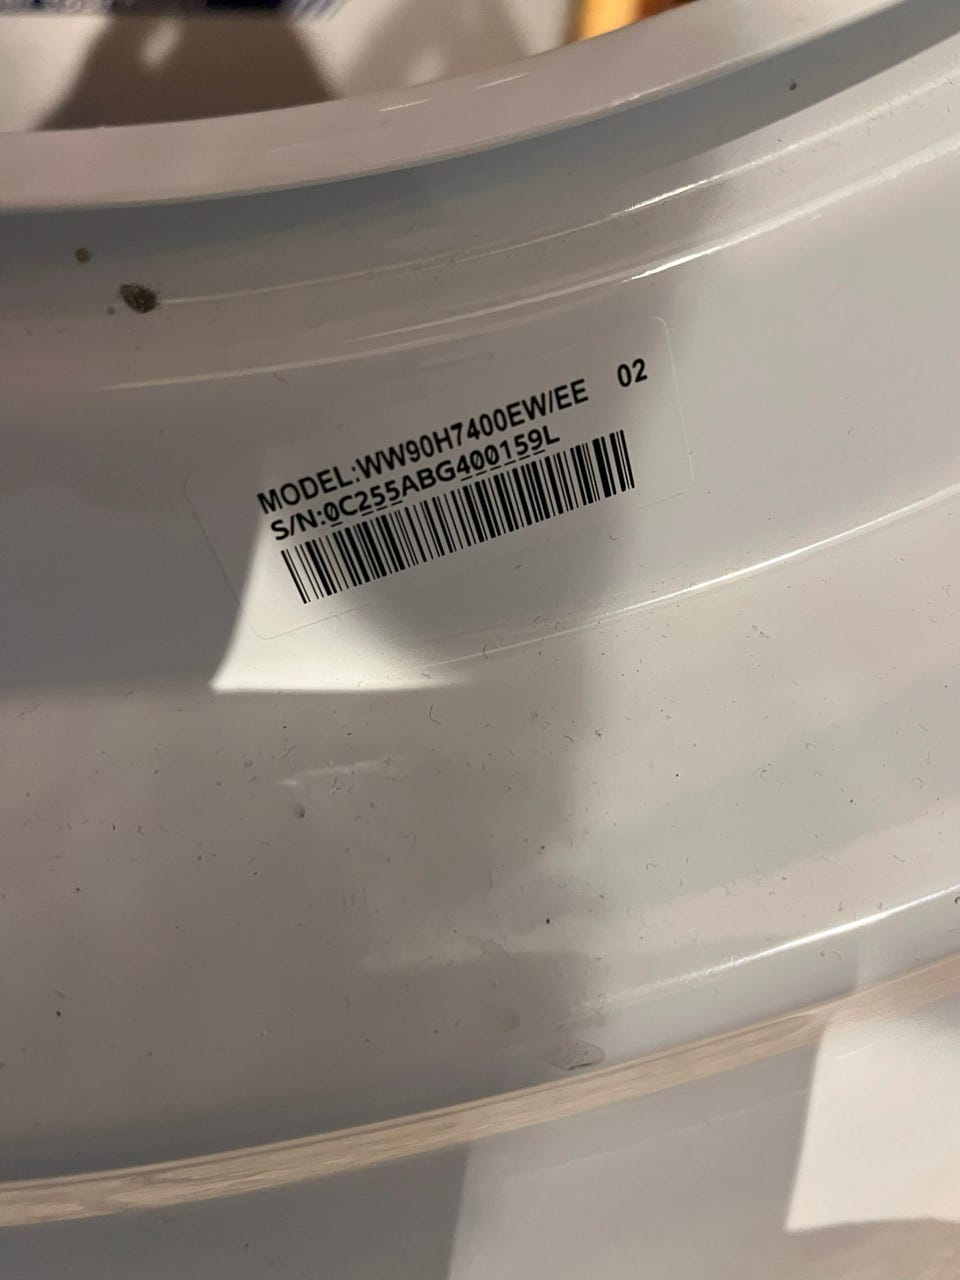 MODEL:WW90H7400EW/EE 02
S/N:0C255ABG400159L